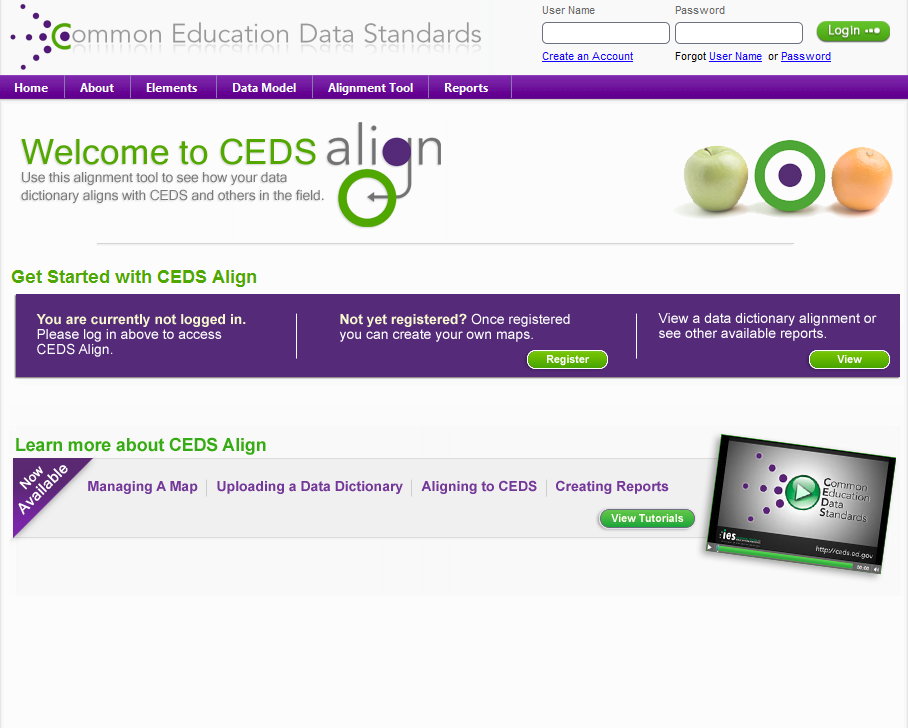 Common Education Data Standards
User Name
Password
Login
Create an Account
Forgot User Name or Password
Home
About
Elements
Data Model
Alignment Tool
Reports
Welcome to CEDS align
Use this alignment tool to see how your data
dictionary aligns with CEDS and others in the field.
Get Started with CEDS Align
You are currently not logged in.
Please log in above to access
CEDS Align.
Not yet registered? Once registered
you can create your own maps.
Register
View a data dictionary alignment or
see other available reports.
View
Learn more about CEDS Align
Now
Available
Managing A Map
Uploading a Data Dictionary
Aligning to CEDS
Creating Reports
View Tutorials
Common
Education
Data
Standards
ies
http://ceds.ed.gov
00:00